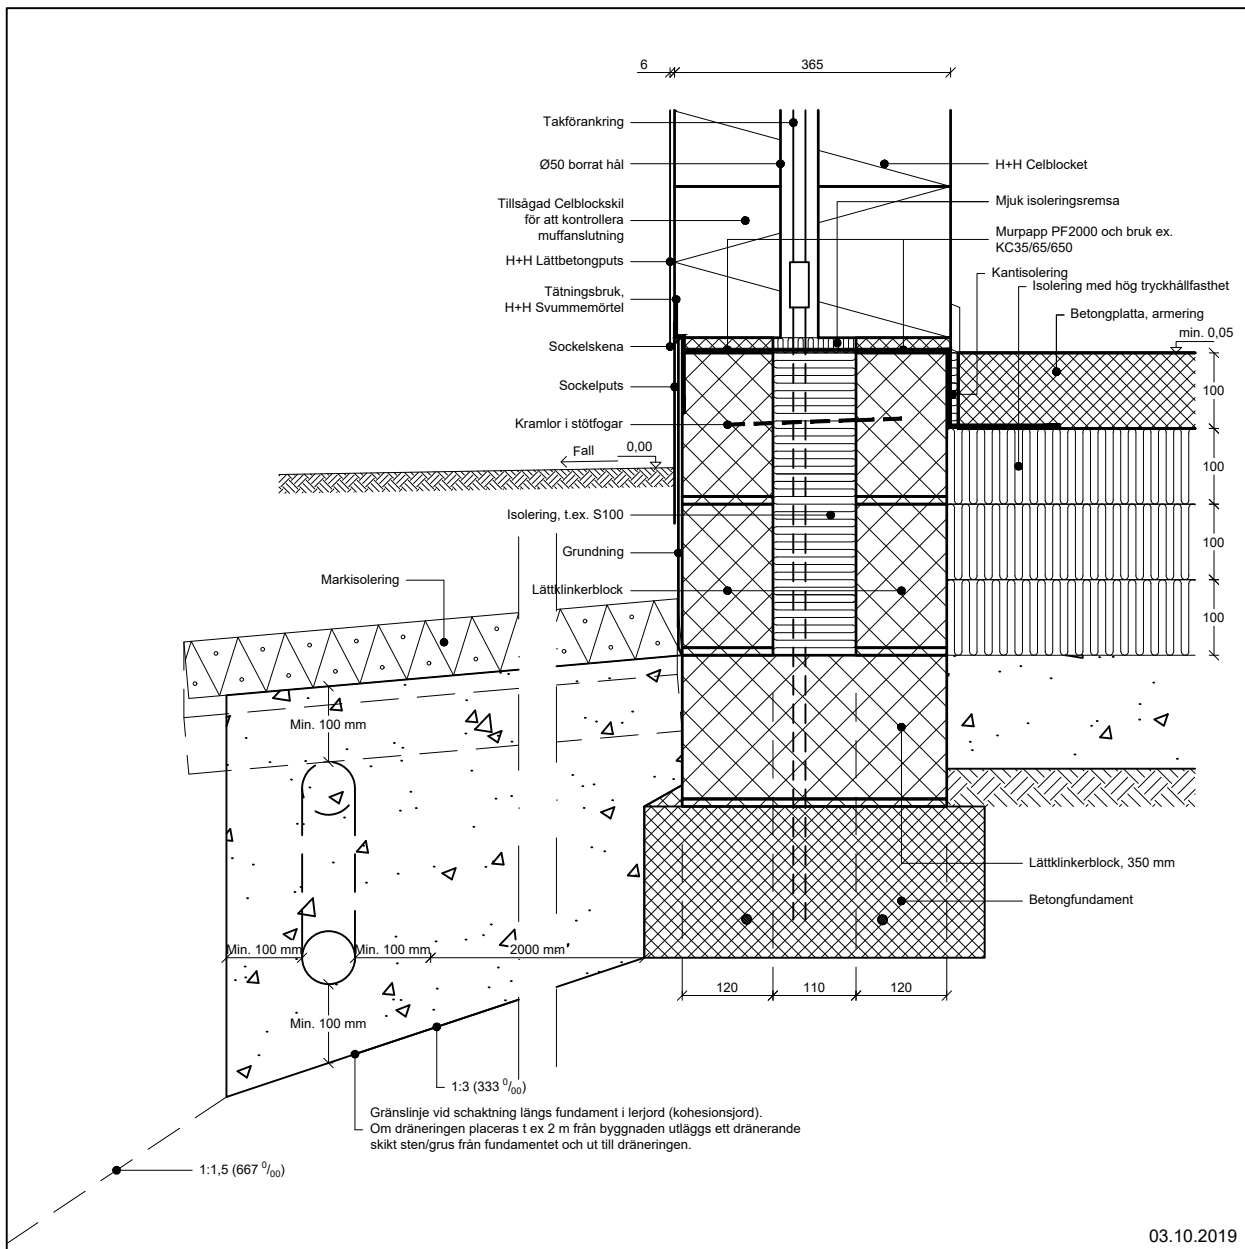 6
365
Takförankring
Ø50 borrat hål
H+H Celblocket
Tillsågad Celblockskil
för att kontrollera
muffanslutning
Mjuk isoleringsremsa
Murpapp PF2000 och bruk ex.
KC35/65/650
H+H Lättbetongputs
Kantisolering
Isolering med hög tryckhållfasthet
Tätningsbruk,
H+H Svummemörtel
Betongplatta, armering
min. 0,05
Sockelskena
Sockelputs
100
Kramlor i stötfogar
Fall
0,00
100
Isolering, t.ex. S100
100
Grundning
Markisolering
Lättklinkerblock
100
Min. 100 mm
Lättklinkerblock, 350 mm
Betongfundament
Min. 100 mm
Min. 100 mm
2000 mm
120
110
120
Min. 100 mm
1:3 (333 0/00)
Gränslinje vid schaktning längs fundament i lerjord (kohesionsjord).
Om dräneringen placeras t ex 2 m från byggnaden utläggs ett dränerande
skikt sten/grus från fundamentet och ut till dräneringen.
1:1,5 (667 0/00)
03.10.2019